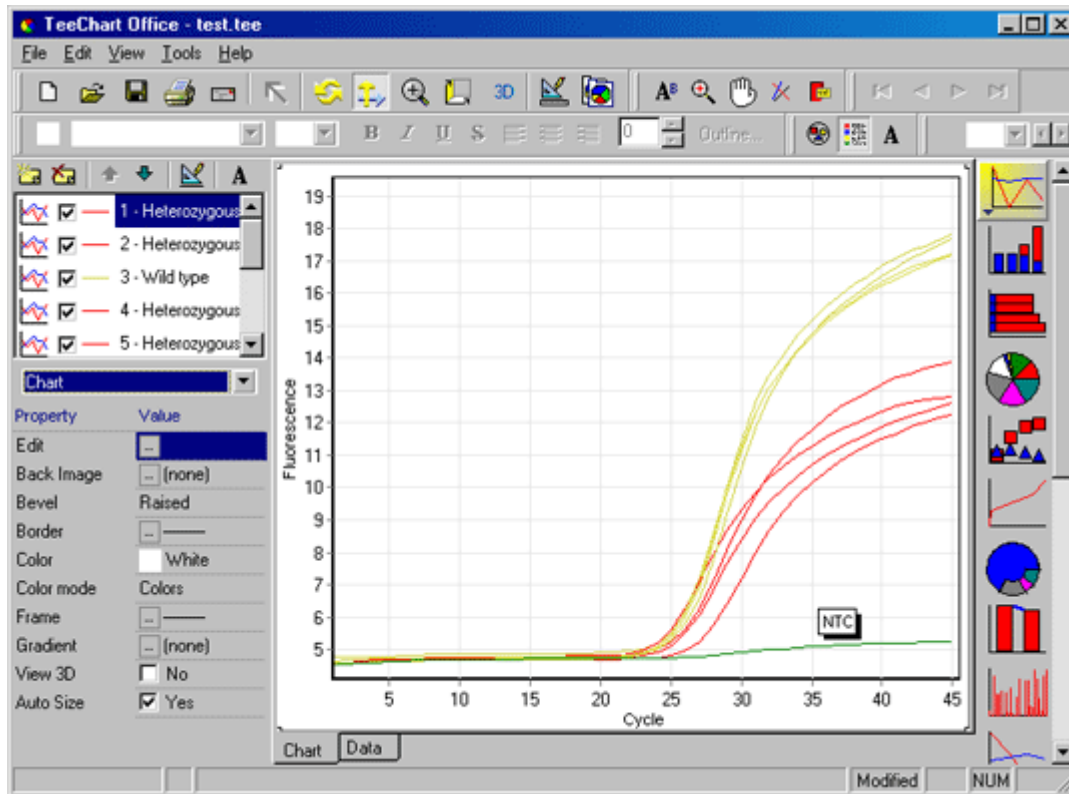 TeeChart Office - test.tee
File Edit View Tools Help
3D
A B
B I U S 0 Outline... A
A
1 - Heterozygous
2 - Heterozygous
3 - Wild type
4 - Heterozygous
5 - Heterozygous
Chart
Property Value
Edit ...
Back Image ... (none)
Bevel Raised
Border ...
Color White
Color mode Colors
Frame ...
Gradient ... (none)
View 3D No
Auto Size Yes
19
18
17
16
15
14
13
12
11
10
9
8
7
6
5
Fluorescence
NTC
5 10 15 20 25 30 35 40 45
Cycle
Chart Data
Modified NUM